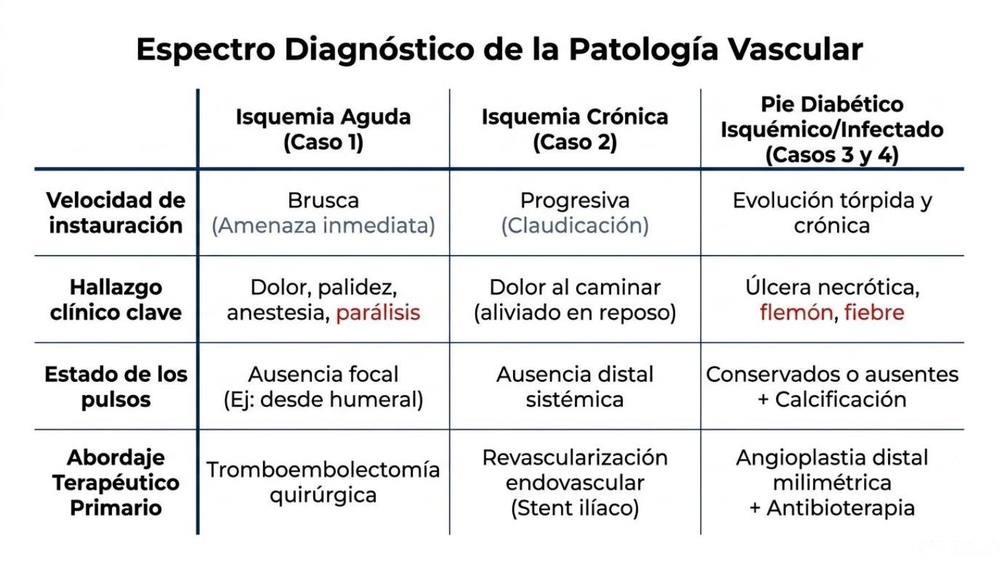 Espectro Diagnóstico de la Patología Vascular
Isquemia Aguda
(Caso 1)
Isquemia Crónica
(Caso 2)
Pie Diabético
Isquémico/Infectado
(Casos 3 y 4)
Velocidad de
instauración
Brusca
(Amenaza inmediata)
Progresiva
(Claudicación)
Evolución tórpida y
crónica
Hallazgo
clínico clave
Dolor, palidez,
anestesia, parálisis
Dolor al caminar
(aliviado en reposo)
Úlcera necrótica,
flemón, fiebre
Estado de los
pulsos
Ausencia focal
(Ej: desde humeral)
Ausencia distal
sistémica
Conservados o ausentes
+ Calcificación
Abordaje
Terapéutico
Primario
Tromboembolectomía
quirúrgica
Revascularización
endovascular
(Stent ilíaco)
Angioplastia distal
milimétrica
+ Antibioterapia